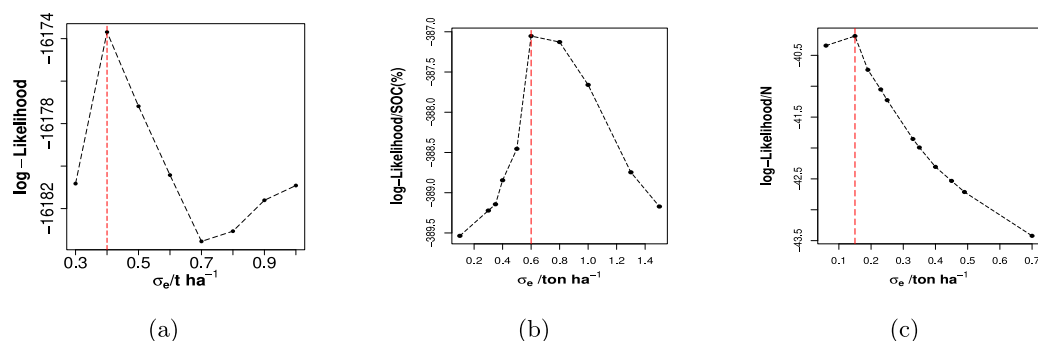 log−Likelihood
−16174
−16178
−16182
0.3 0.5 0.7 0.9
σe/t ha−1
(a)
log−Likelihood/SOC(%)
−387.0
−387.5
−388.0
−388.5
−389.0
−389.5
0.2 0.4 0.6 0.8 1.0 1.2 1.4
σe /ton ha−1
(b)
log−Likelihood/N
−40.5
−41.5
−42.5
−43.5
0.1 0.2 0.3 0.4 0.5 0.6 0.7
σe /ton ha−1
(c)